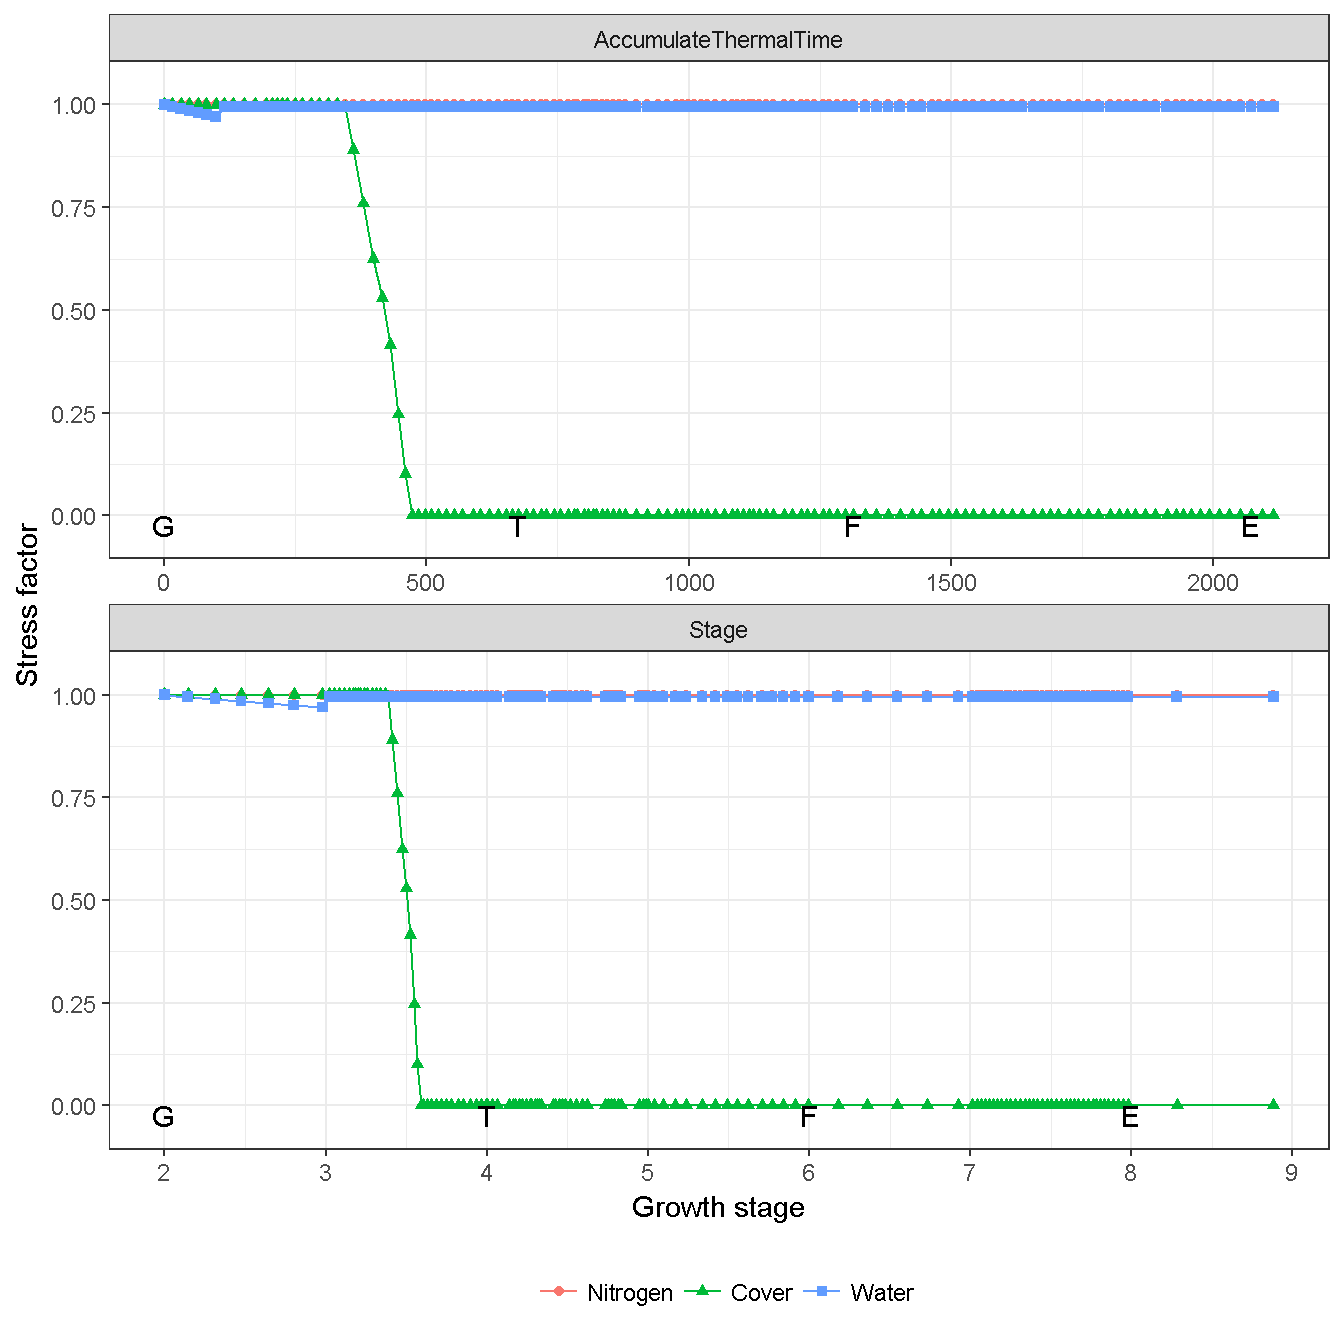 AccumulateThermalTime
1.00
0.75
0.50
0.25
0.00
G T F E
0 500 1000 1500 2000
Stress factor
Stage
1.00
0.75
0.50
0.25
0.00
G T F E
2 3 4 5 6 7 8 9
Growth stage
Nitrogen Cover Water